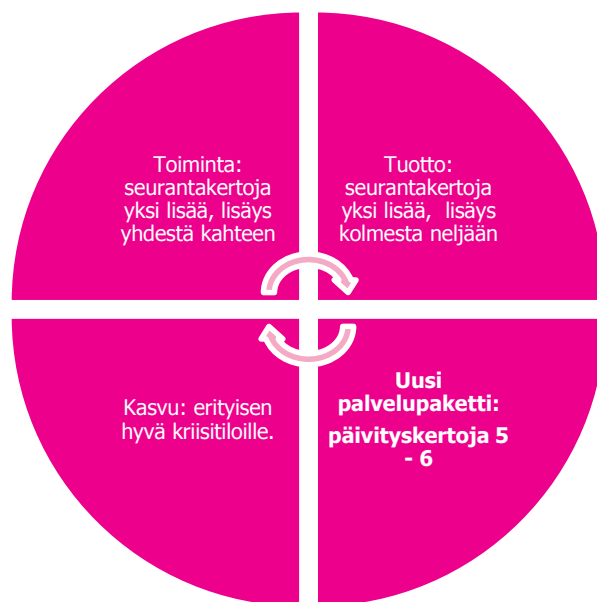 Toiminta:
seurantakertoja
yksi lisää, lisäys
yhdestä kahteen
Tuotto:
seurantakertoja
yksi lisää, lisäys
kolmesta neljään
Kasvu: erityisen
hyvä kriisitiloille.
Uusi
palvelupaketti:
päivityskertoja 5
- 6